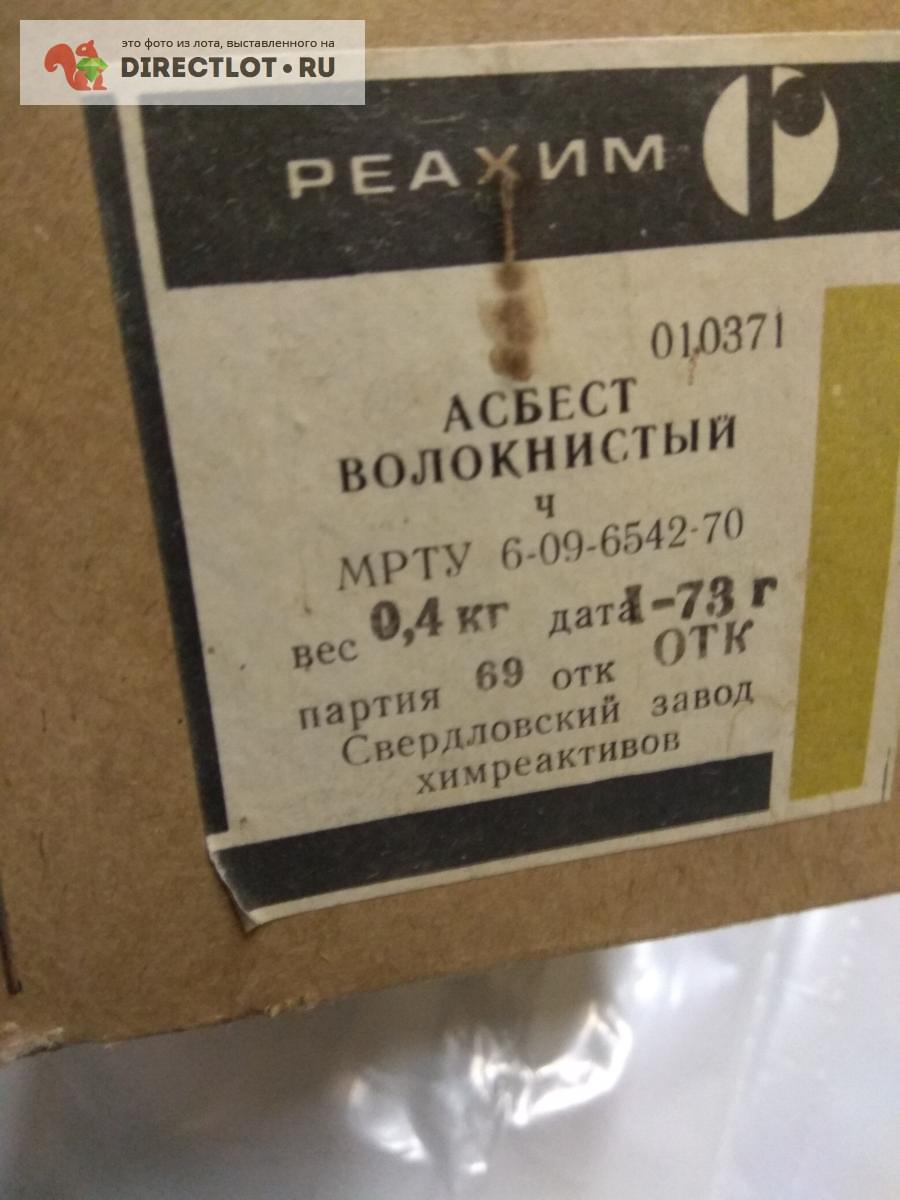 это фото из лота, выставленного на
DIRECTLOT•RU
РЕАХИМ
010371
АСБЕСТ
ВОЛОКНИСТЫЙ
ч
МРТУ 6-09-6542-70
вес 0,4 кг дата 1-73 г
партия 69 отк ОТК
Свердловский завод
химреактивов